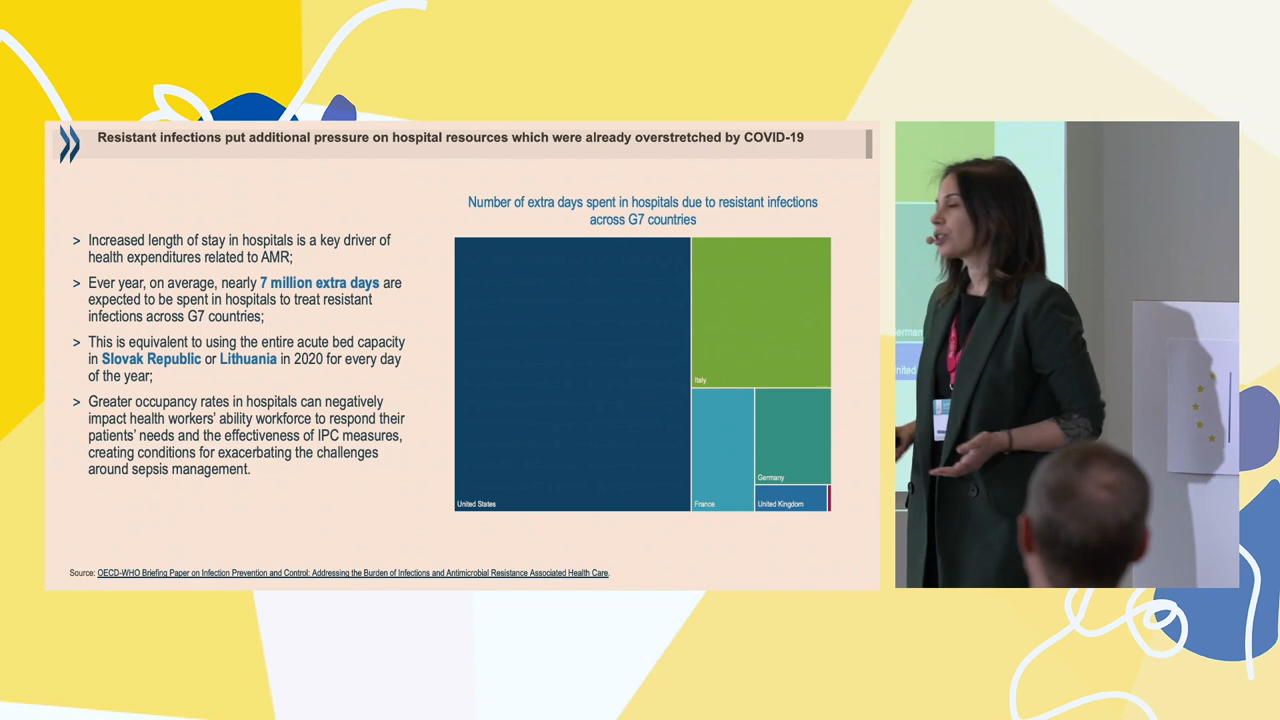 Resistant infections put additional pressure on hospital resources which were already overstretched by COVID-19
> Increased length of stay in hospitals is a key driver of
health expenditures related to AMR;
> Ever year, on average, nearly 7 million extra days are
expected to be spent in hospitals to treat resistant
infections across G7 countries;
> This is equivalent to using the entire acute bed capacity
in Slovak Republic or Lithuania in 2020 for every day
of the year;
> Greater occupancy rates in hospitals can negatively
impact health workers' ability workforce to respond their
patients' needs and the effectiveness of IPC measures,
creating conditions for exacerbating the challenges
around sepsis management.
Number of extra days spent in hospitals due to resistant infections
across G7 countries
Italy
Germany
United States
France
United Kingdom
Source: OECD-WHO Briefing Paper on Infection Prevention and Control: Addressing the Burden of Infections and Antimicrobial Resistance Associated Health Care.